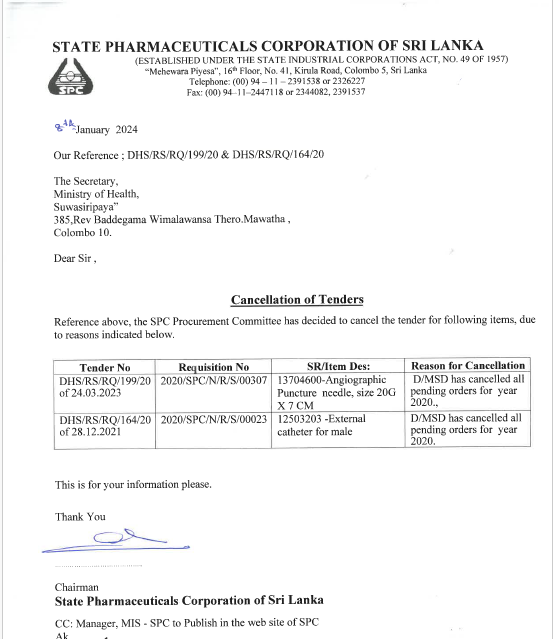 STATE PHARMACEUTICALS CORPORATION OF SRI LANKA
(ESTABLISHED UNDER THE STATE INDUSTRIAL CORPORATIONS ACT, NO. 49 OF 1957)
“Mehewara Piyesa”, 16th Floor, No. 41, Kirula Road, Colombo 5, Sri Lanka
Telephone: (00) 94 – 11 – 2391538 or 2326227
Fax: (00) 94–11–2447118 or 2344082, 2391537
SPC
8th January 2024
Our Reference ; DHS/RS/RQ/199/20 & DHS/RS/RQ/164/20
The Secretary,
Ministry of Health,
Suwasiripaya”
385,Rev Baddegama Wimalawansa Thero.Mawatha ,
Colombo 10.
Dear Sir ,
Cancellation of Tenders
Reference above, the SPC Procurement Committee has decided to cancel the tender for following items, due
to reasons indicated below.
Tender No Requisition No SR/Item Des: Reason for Cancellation
DHS/RS/RQ/199/20 2020/SPC/N/R/S/00307 13704600-Angiographic D/MSD has cancelled all
of 24.03.2023 Puncture needle, size 20G pending orders for year
X 7 CM 2020.,
DHS/RS/RQ/164/20 2020/SPC/N/R/S/00023 12503203 -External D/MSD has cancelled all
of 28.12.2021 catheter for male pending orders for year
2020.
This is for your information please.
Thank You
Chairman
State Pharmaceuticals Corporation of Sri Lanka
CC: Manager, MIS - SPC to Publish in the web site of SPC
Ak